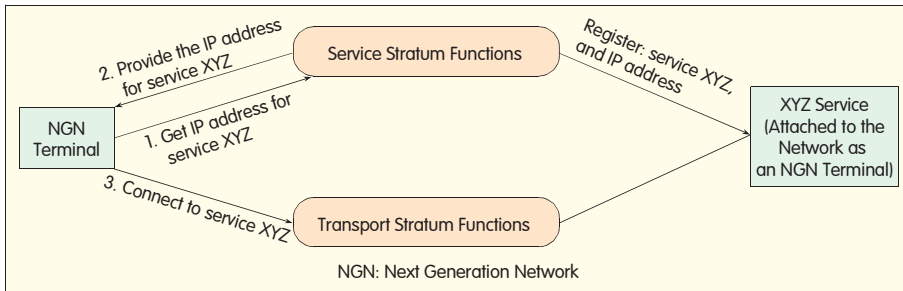 2. Provide the IP address
for service XYZ
Service Stratum Functions
Register: service XYZ,
and IP address
NGN
Terminal
1. Get IP address for
service XYZ
XYZ Service
(Attached to the
Network as
an NGN Terminal)
3. Connect to service XYZ
Transport Stratum Functions
NGN: Next Generation Network